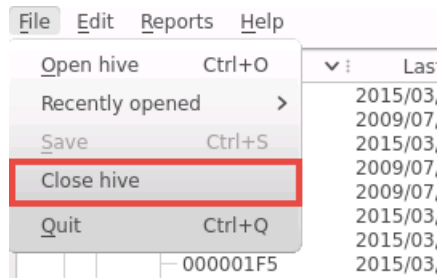 File Edit Reports Help
Open hive Ctrl+O
Las
Recently opened >
2015/03,
2009/07,
Save Ctrl+S
2015/03,
2009/07,
Close hive
2009/07,
2015/03,
Quit Ctrl+Q
2015/03,
000001F5 2015/03,